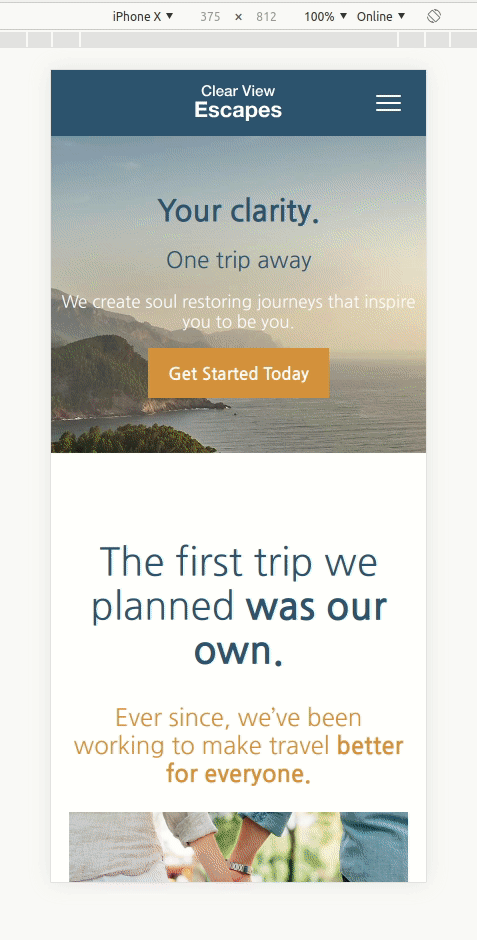 iPhone X ▼ 375 × 812 100% ▼ Online ▼
Clear View
Escapes
Your clarity.
One trip away
We create soul restoring journeys that inspire
you to be you.
Get Started Today
The first trip we
planned was our
own.
Ever since, we’ve been
working to make travel better
for everyone.